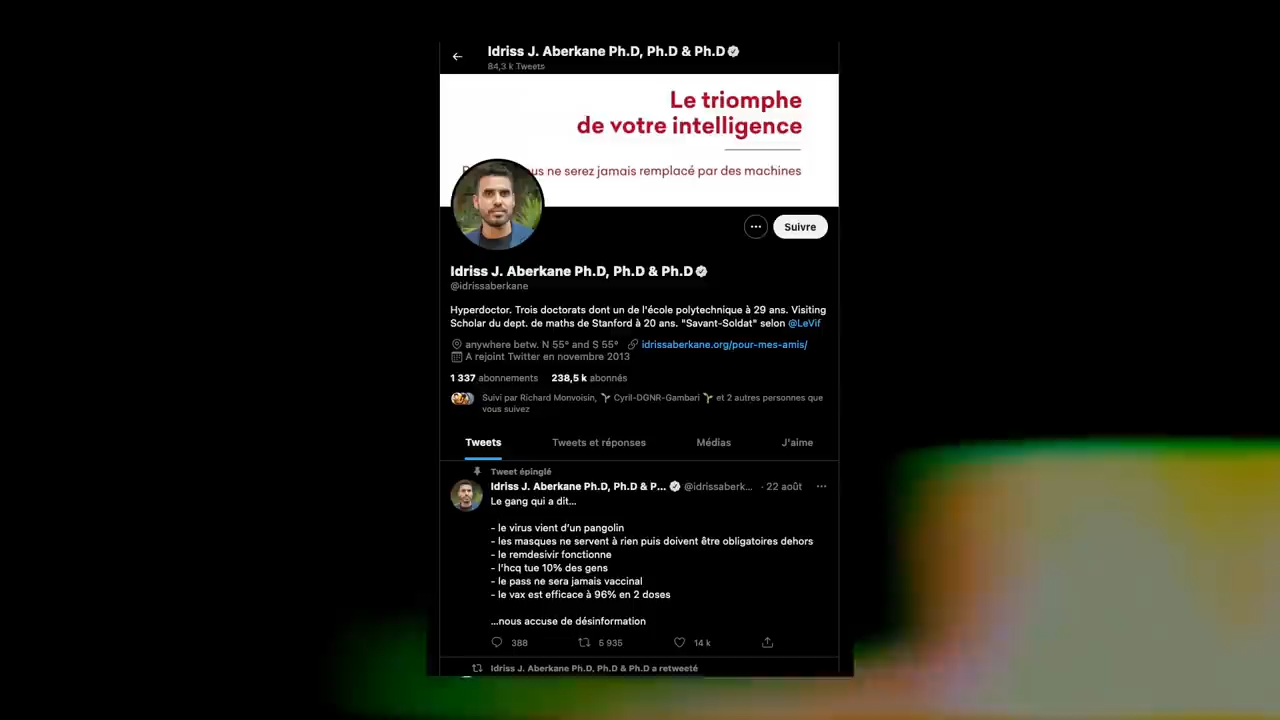 Idriss J. Aberkane Ph.D, Ph.D & Ph.D
84,3 k Tweets
Le triomphe
de votre intelligence
us ne serez jamais remplacé par des machines
Suivre
Idriss J. Aberkane Ph.D, Ph.D & Ph.D
@idrissaberkane
Hyperdoctor. Trois doctorats dont un de l'école polytechnique à 29 ans. Visiting
Scholar du dept. de maths de Stanford à 20 ans. "Savant-Soldat" selon @LeVif
anywhere betw. N 55° and S 55° idrissaberkane.org/pour-mes-amis/
A rejoint Twitter en novembre 2013
1 337 abonnements 238,5 k abonnés
Suivi par Richard Monvoisin, Cyril-DGNR-Gambari et 2 autres personnes que
vous suivez
Tweets Tweets et réponses Médias J'aime
Tweet épinglé
Idriss J. Aberkane Ph.D, Ph.D & P... @idrissaberk... · 22 août
Le gang qui a dit...
- le virus vient d'un pangolin
- les masques ne servent à rien puis doivent être obligatoires dehors
- le remdesivir fonctionne
- l'hcq tue 10% des gens
- le pass ne sera jamais vaccinal
- le vax est efficace à 96% en 2 doses
...nous accuse de désinformation
388 5 935 14 k
Idriss J. Aberkane Ph.D, Ph.D & Ph.D a retweeté